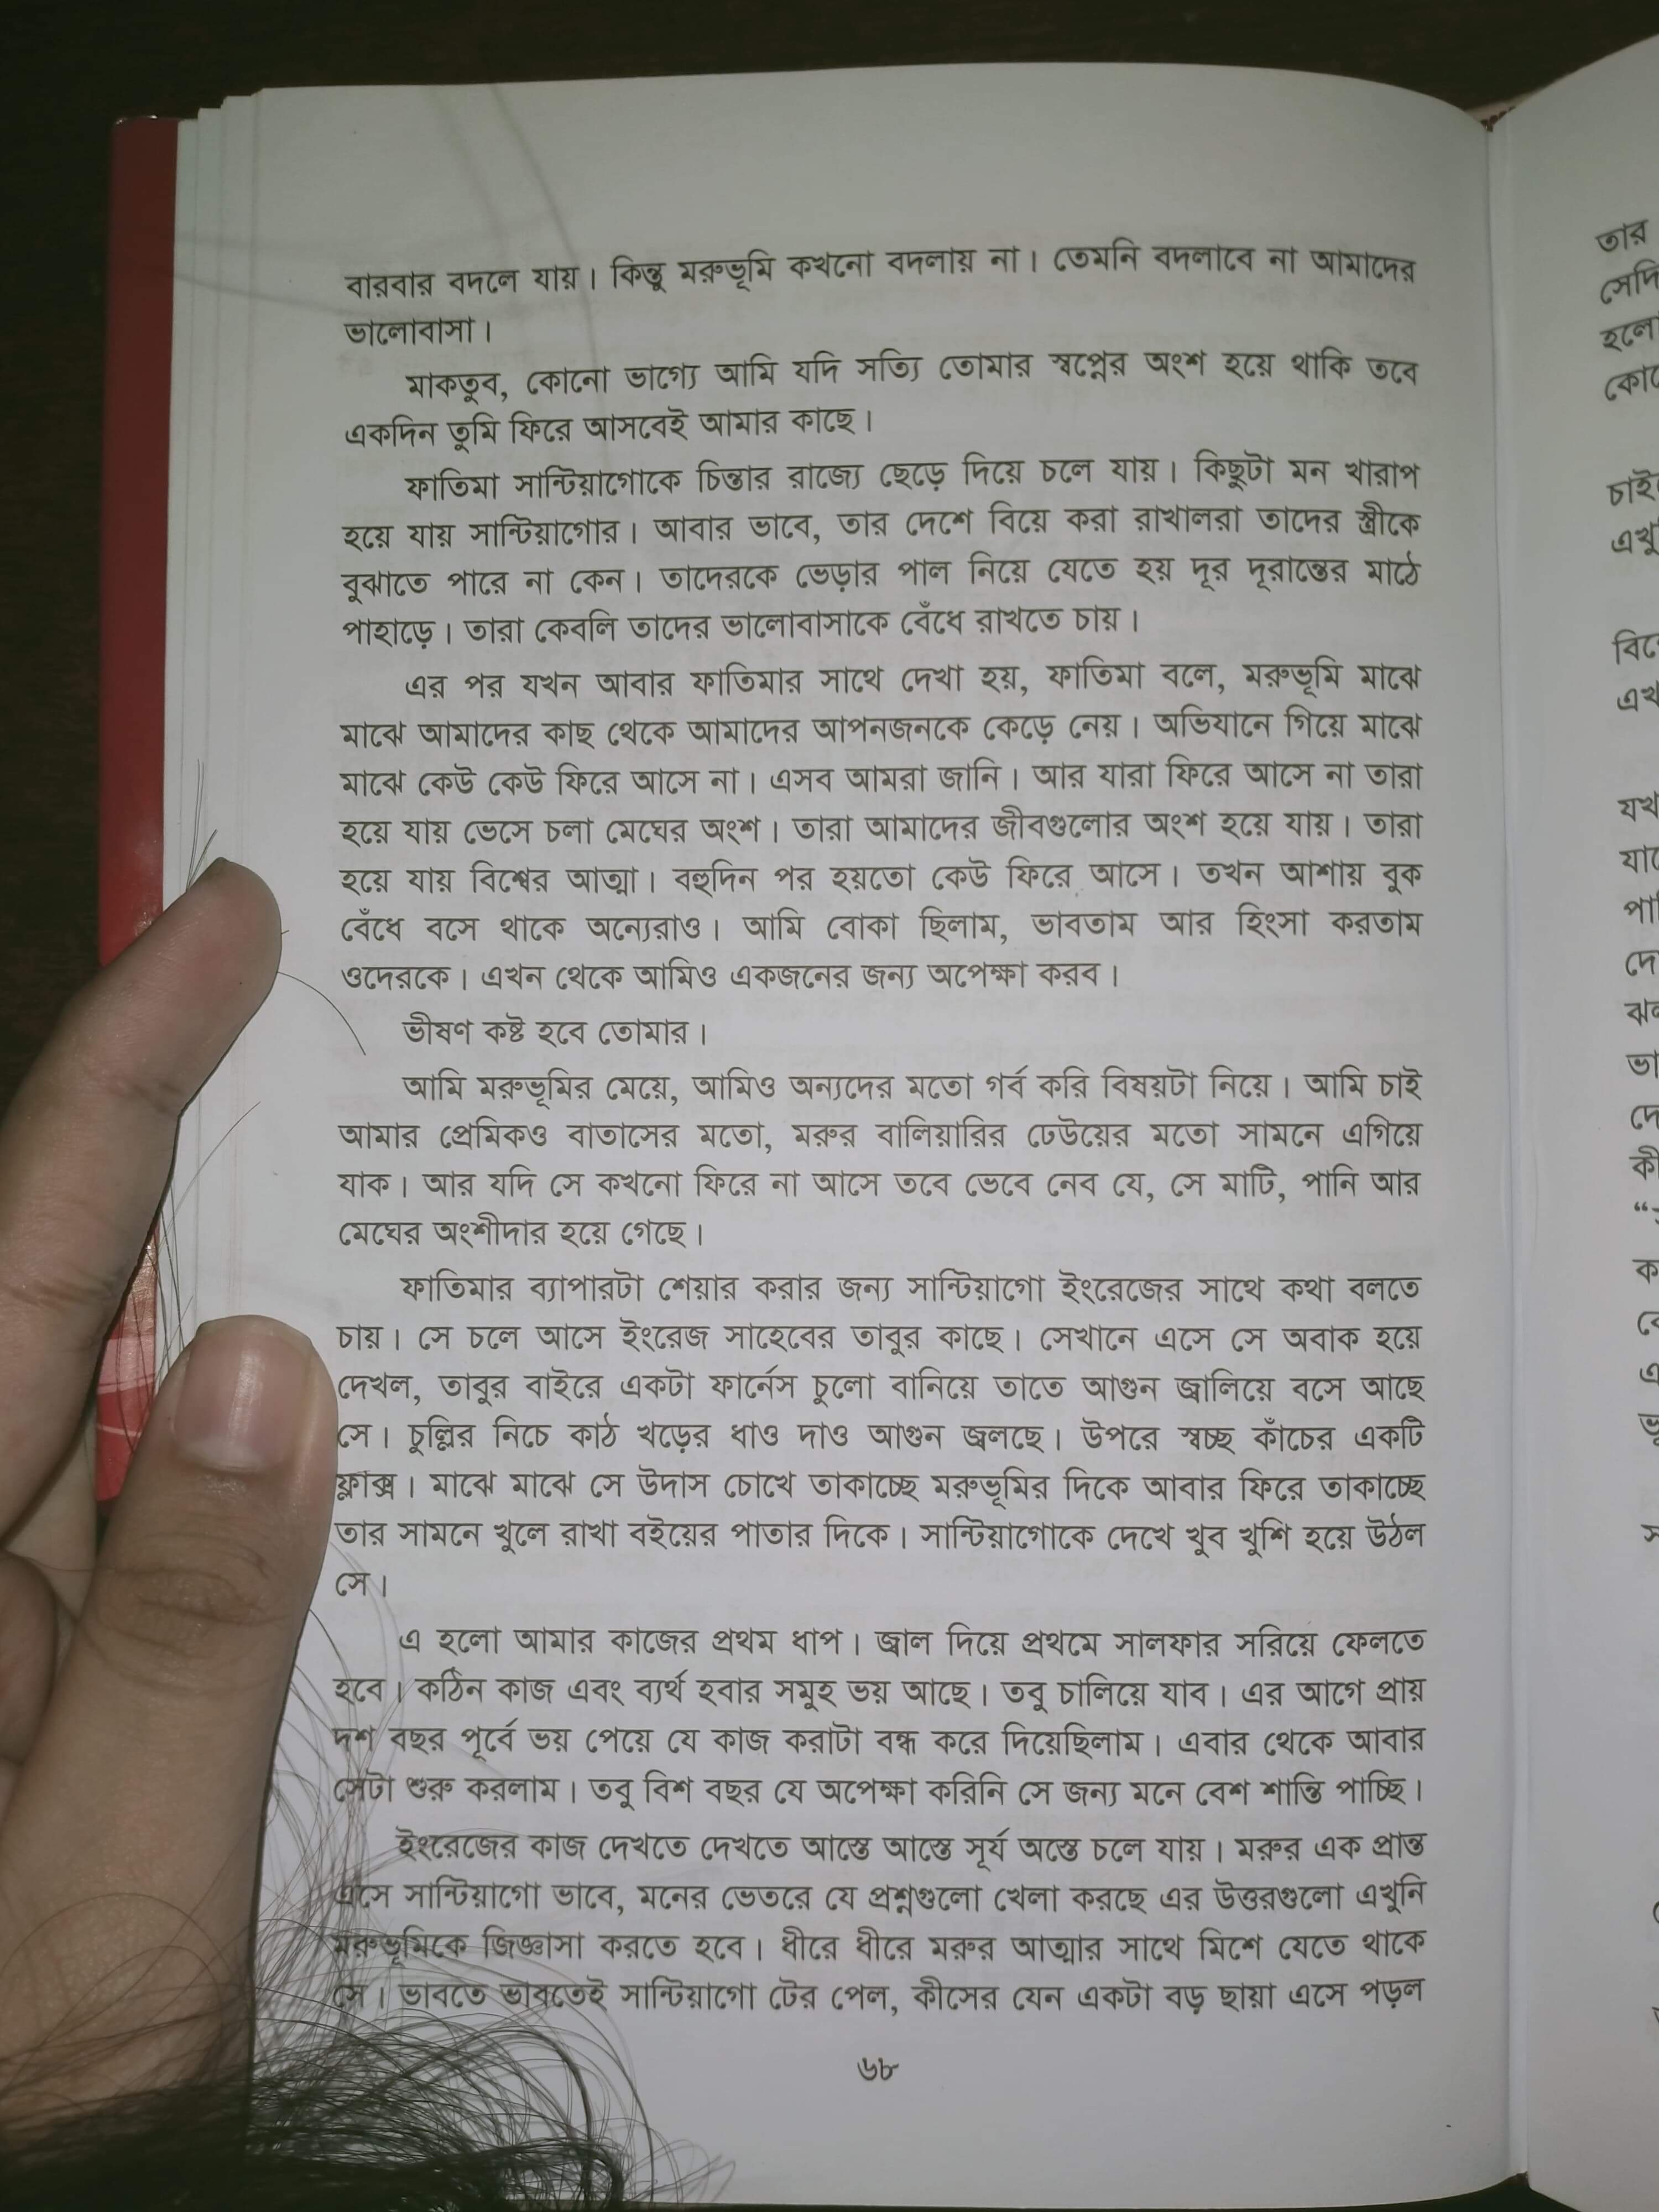 বারবার বদলে যায়। কিন্তু মরুভূমি কখনো বদলায় না। তেমনি বদলাবে না আমাদের
ভালোবাসা।
মাকতুব, কোনো ভাগ্যে আমি যদি সত্যি তোমার স্বপ্নের অংশ হয়ে থাকি তবে
একদিন তুমি ফিরে আসবেই আমার কাছে।
ফাতিমা সান্টিয়াগোকে চিন্তার রাজ্যে ছেড়ে দিয়ে চলে যায়। কিছুটা মন খারাপ
হয়ে যায় সান্টিয়াগোর। আবার ভাবে, তার দেশে বিয়ে করা রাখালরা তাদের স্ত্রীকে
বুঝাতে পারে না কেন। তাদেরকে ভেড়ার পাল নিয়ে যেতে হয় দূর দূরান্তের মাঠে
পাহাড়ে। তারা কেবলি তাদের ভালোবাসাকে বেঁধে রাখতে চায়।
এর পর যখন আবার ফাতিমার সাথে দেখা হয়, ফাতিমা বলে, মরুভূমি মাঝে
মাঝে আমাদের কাছ থেকে আমাদের আপনজনকে কেড়ে নেয়। অভিযানে গিয়ে মাঝে
মাঝে কেউ কেউ ফিরে আসে না। এসব আমরা জানি। আর যারা ফিরে আসে না তারা
হয়ে যায় ভেসে চলা মেঘের অংশ। তারা আমাদের জীবগুলোর অংশ হয়ে যায়। তারা
হয়ে যায় বিশ্বের আত্মা। বহুদিন পর হয়তো কেউ ফিরে আসে। তখন আশায় বুক
বেঁধে বসে থাকে অন্যেরাও। আমি বোকা ছিলাম, ভাবতাম আর হিংসা করতাম
ওদেরকে। এখন থেকে আমিও একজনের জন্য অপেক্ষা করব।
ভীষণ কষ্ট হবে তোমার।
আমি মরুভূমির মেয়ে, আমিও অন্যদের মতো গর্ব করি বিষয়টা নিয়ে। আমি চাই
আমার প্রেমিকও বাতাসের মতো, মরুর বালিয়ারির ঢেউয়ের মতো সামনে এগিয়ে
যাক। আর যদি সে কখনো ফিরে না আসে তবে ভেবে নেব যে, সে মাটি, পানি আর
মেঘের অংশীদার হয়ে গেছে।
ফাতিমার ব্যাপারটা শেয়ার করার জন্য সান্টিয়াগো ইংরেজের সাথে কথা বলতে
চায়। সে চলে আসে ইংরেজ সাহেবের তাবুর কাছে। সেখানে এসে সে অবাক হয়ে
দেখল, তাবুর বাইরে একটা ফার্নেস চুলো বানিয়ে তাতে আগুন জ্বালিয়ে বসে আছে
সে। চুল্লির নিচে কাঠ খড়ের ধাও দাও আগুন জ্বলছে। উপরে স্বচ্ছ কাঁচের একটি
ফ্লাক্স। মাঝে মাঝে সে উদাস চোখে তাকাচ্ছে মরুভূমির দিকে আবার ফিরে তাকাচ্ছে
তার সামনে খুলে রাখা বইয়ের পাতার দিকে। সান্টিয়াগোকে দেখে খুব খুশি হয়ে উঠল
সে।
এ হলো আমার কাজের প্রথম ধাপ। জ্বাল দিয়ে প্রথমে সালফার সরিয়ে ফেলতে
হবে। কঠিন কাজ এবং ব্যর্থ হবার সমুহ ভয় আছে। তবু চালিয়ে যাব। এর আগে প্রায়
দশ বছর পূর্বে ভয় পেয়ে যে কাজ করাটা বন্ধ করে দিয়েছিলাম। এবার থেকে আবার
সেটা শুরু করলাম। তবু বিশ বছর যে অপেক্ষা করিনি সে জন্য মনে বেশ শান্তি পাচ্ছি।
ইংরেজের কাজ দেখতে দেখতে আস্তে আস্তে সূর্য অস্তে চলে যায়। মরুর এক প্রান্ত
এসে সান্টিয়াগো ভাবে, মনের ভেতরে যে প্রশ্নগুলো খেলা করছে এর উত্তরগুলো এখুনি
মরুভূমিকে জিজ্ঞাসা করতে হবে। ধীরে ধীরে মরুর আত্মার সাথে মিশে যেতে থাকে
সে। ভাবতে ভাবতেই সান্টিয়াগো টের পেল, কীসের যেন একটা বড় ছায়া এসে পড়ল
৬৮
তার